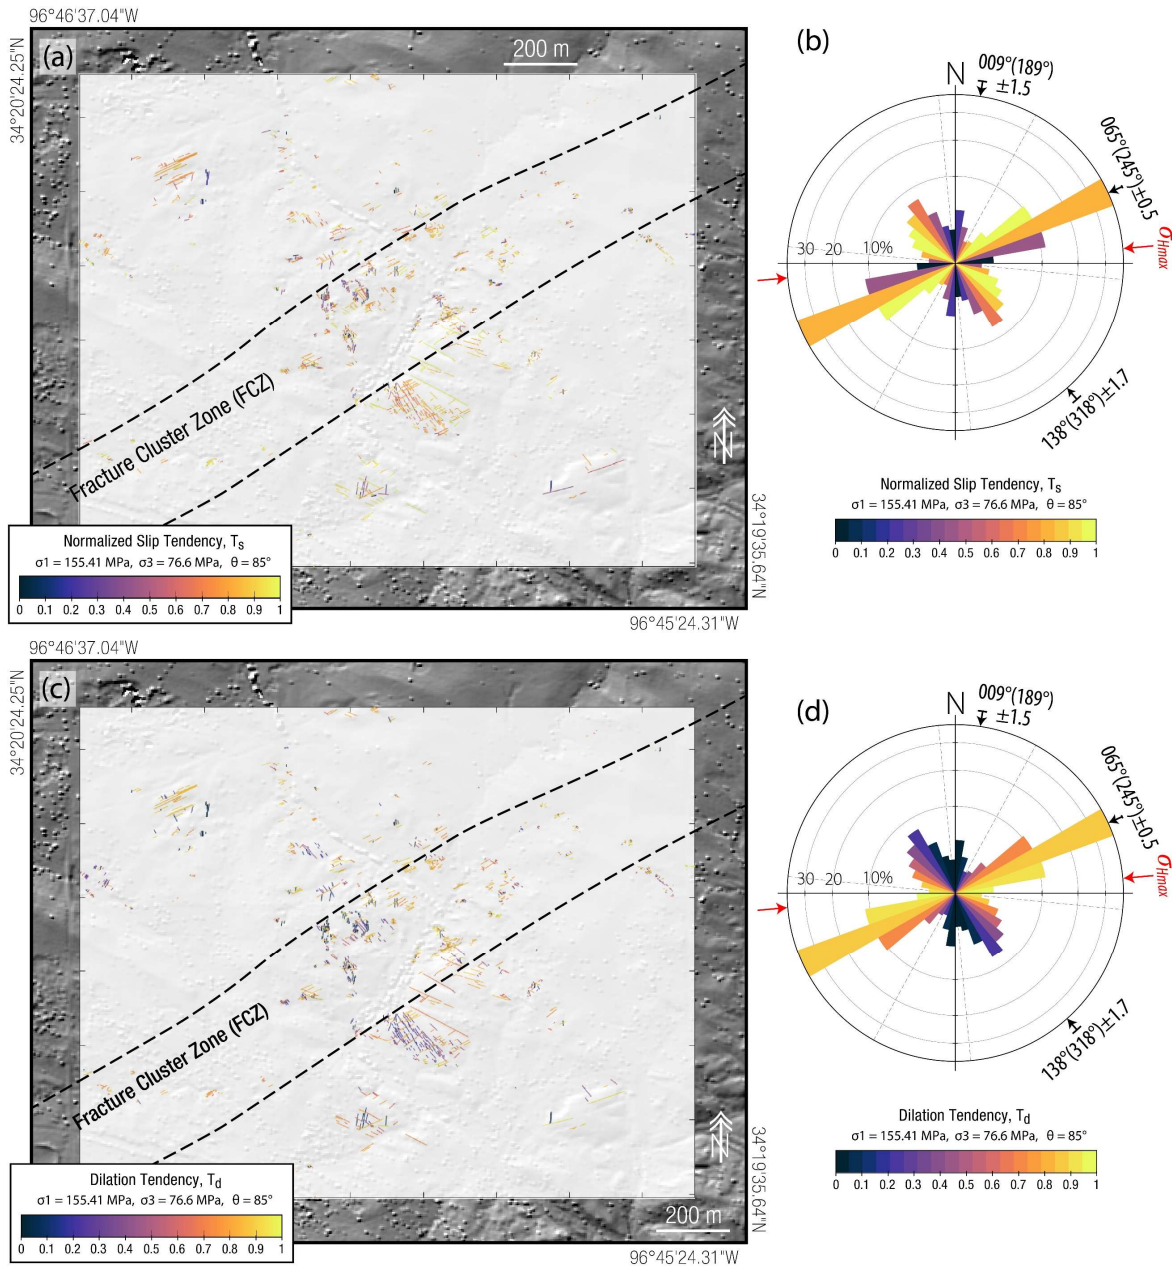 96°46'37.04"W
34°20'24.25"N
(a)
200 m
Fracture Cluster Zone (FCZ)
N
34°19'35.64"N
Normalized Slip Tendency, Ts
σ1 = 155.41 MPa, σ3 = 76.6 MPa, θ = 85°
0 0.1 0.2 0.3 0.4 0.5 0.6 0.7 0.8 0.9 1
96°45'24.31"W
(b)
N
009°(189°)
±1.5
065°(245°)±0.5
σHmax
30 20 10%
138°(318°)±1.7
Normalized Slip Tendency, Ts
σ1 = 155.41 MPa, σ3 = 76.6 MPa, θ = 85°
0 0.1 0.2 0.3 0.4 0.5 0.6 0.7 0.8 0.9 1
96°46'37.04"W
34°20'24.25"N
(c)
Fracture Cluster Zone (FCZ)
N
34°19'35.64"N
200 m
Dilation Tendency, Td
σ1 = 155.41 MPa, σ3 = 76.6 MPa, θ = 85°
0 0.1 0.2 0.3 0.4 0.5 0.6 0.7 0.8 0.9 1
96°45'24.31"W
(d)
N
009°(189°)
±1.5
065°(245°)±0.5
σHmax
30 20 10%
138°(318°)±1.7
Dilation Tendency, Td
σ1 = 155.41 MPa, σ3 = 76.6 MPa, θ = 85°
0 0.1 0.2 0.3 0.4 0.5 0.6 0.7 0.8 0.9 1